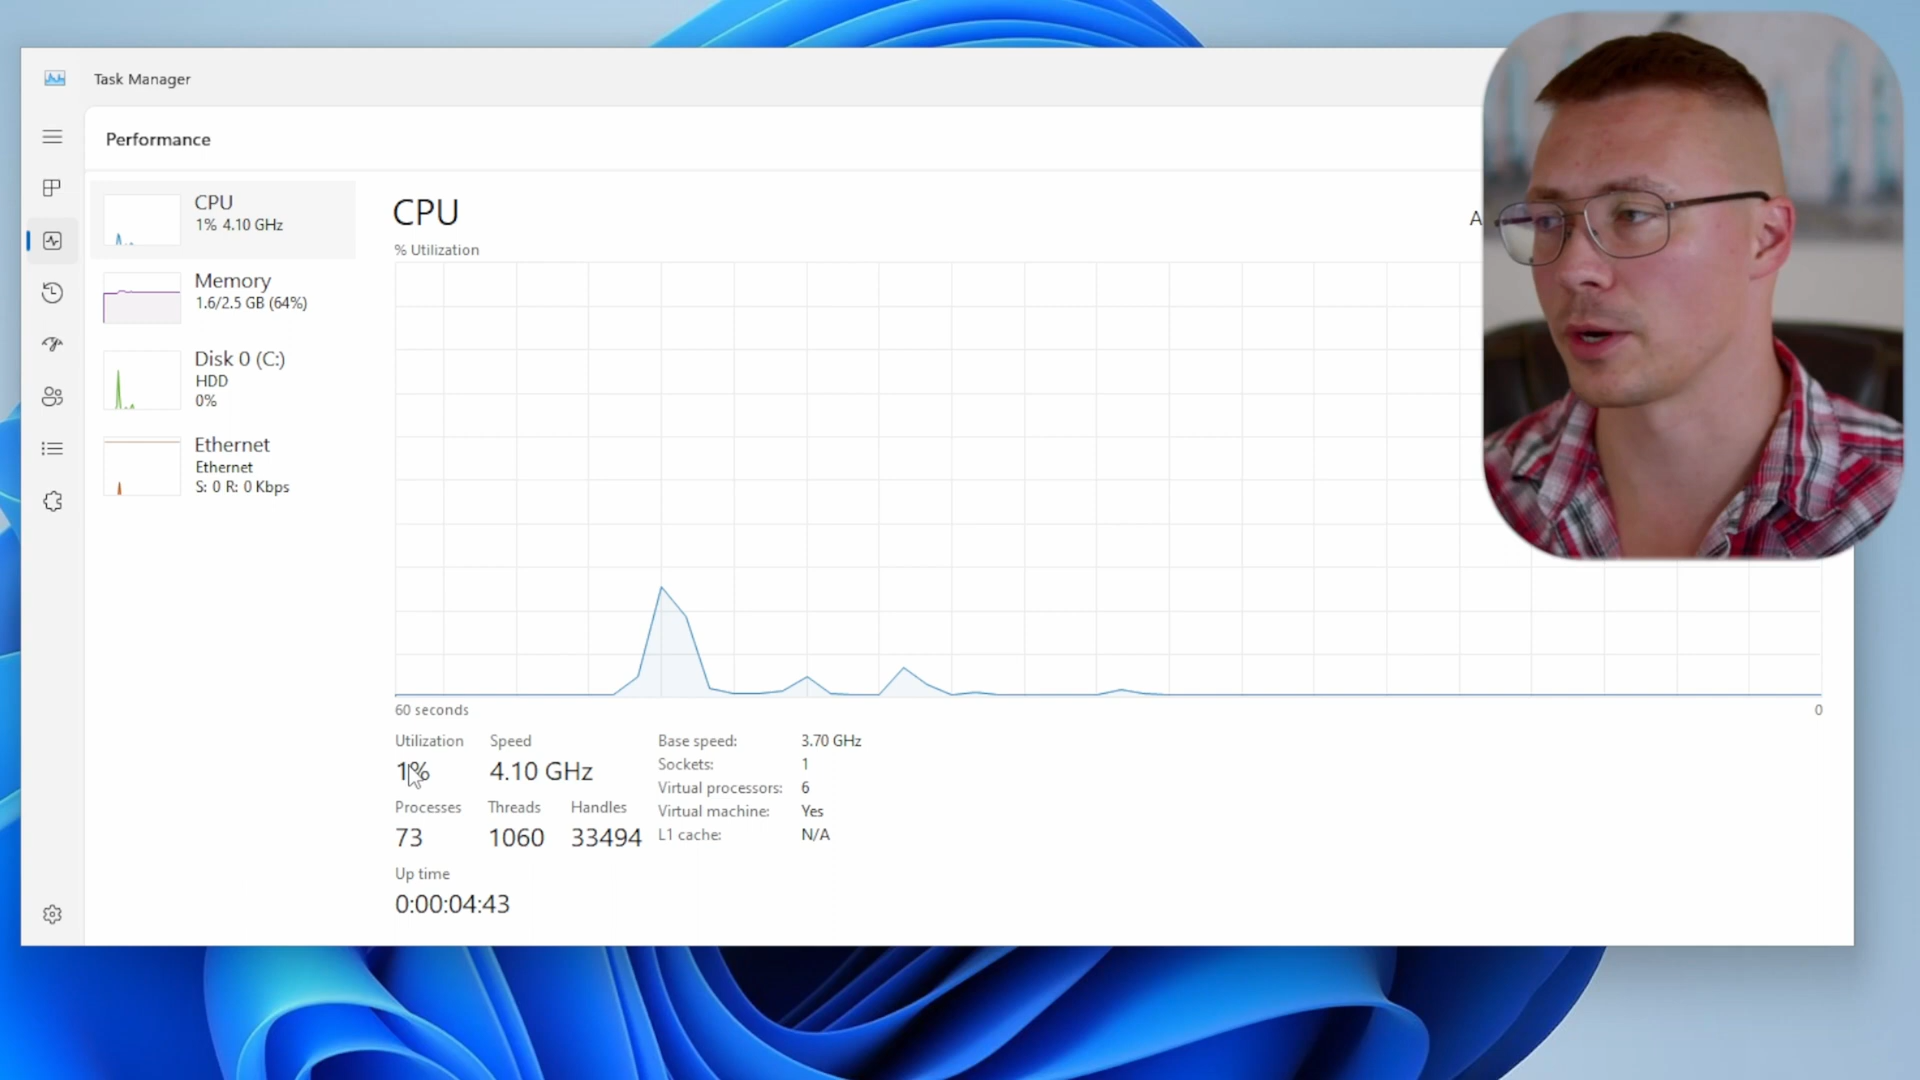 Task Manager
Performance
CPU
1% 4.10 GHz
Memory
1.6/2.5 GB (64%)
Disk 0 (C:)
HDD
0%
Ethernet
Ethernet
S: 0 R: 0 Kbps
CPU
A
% Utilization
60 seconds
0
Utilization
1%
Speed
4.10 GHz
Processes
73
Threads
1060
Handles
33494
Up time
0:00:04:43
Base speed: 3.70 GHz
Sockets: 1
Virtual processors: 6
Virtual machine: Yes
L1 cache: N/A